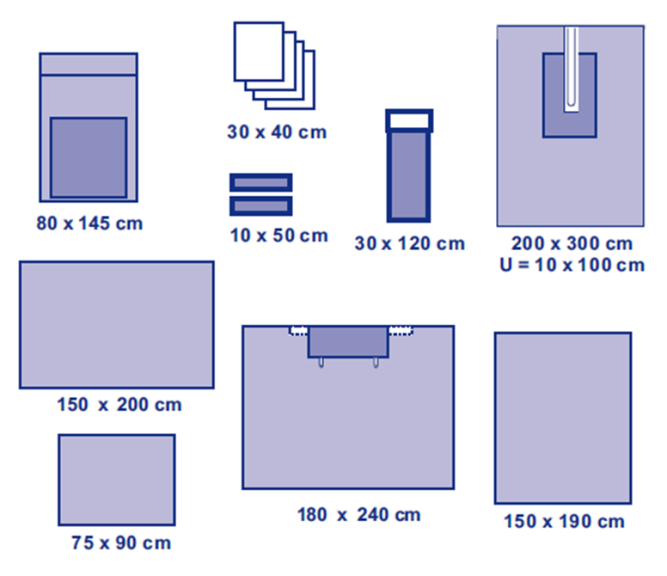 30 x 40 cm
80 x 145 cm
10 x 50 cm
30 x 120 cm
200 x 300 cm
U = 10 x 100 cm
150 x 200 cm
180 x 240 cm
150 x 190 cm
75 x 90 cm